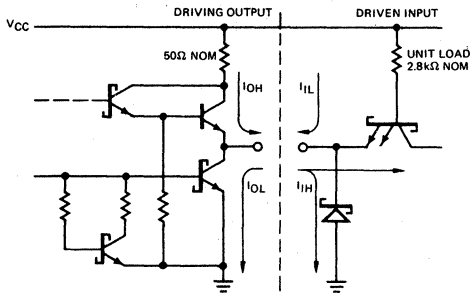 DRIVING OUTPUT
DRIVEN INPUT
VCC
50Ω NOM
UNIT LOAD
2.8kΩ NOM
IOH
IIL
IOL
IIH